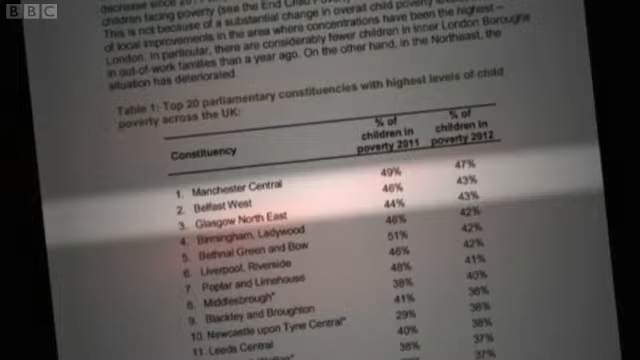 BBC
decrease since
children facing poverty (see the End Child
This is not because of a substantial change in overall child poverty
of local improvements in the area where concentrations have been the highest –
London. In particular, there are considerably fewer children in Inner London Boroughs
in out-of-work families than a year ago. On the other hand, in the Northeast, the
situation has deteriorated.
Table 1: Top 20 parliamentary constituencies with highest levels of child
poverty across the UK:
Constituency % of children in poverty 2011 % of children in poverty 2012
1. Manchester Central 49% 47%
2. Belfast West 46% 43%
3. Glasgow North East 44% 43%
4. Birmingham, Ladywood 46% 42%
5. Bethnal Green and Bow 51% 42%
6. Liverpool, Riverside 46% 42%
7. Poplar and Limehouse 48% 41%
8. Middlesbrough* 38% 40%
9. Blackley and Broughton 41% 38%
10. Newcastle upon Tyne Central* 29% 38%
11. Leeds Central 40% 38%
38% 37%
37%